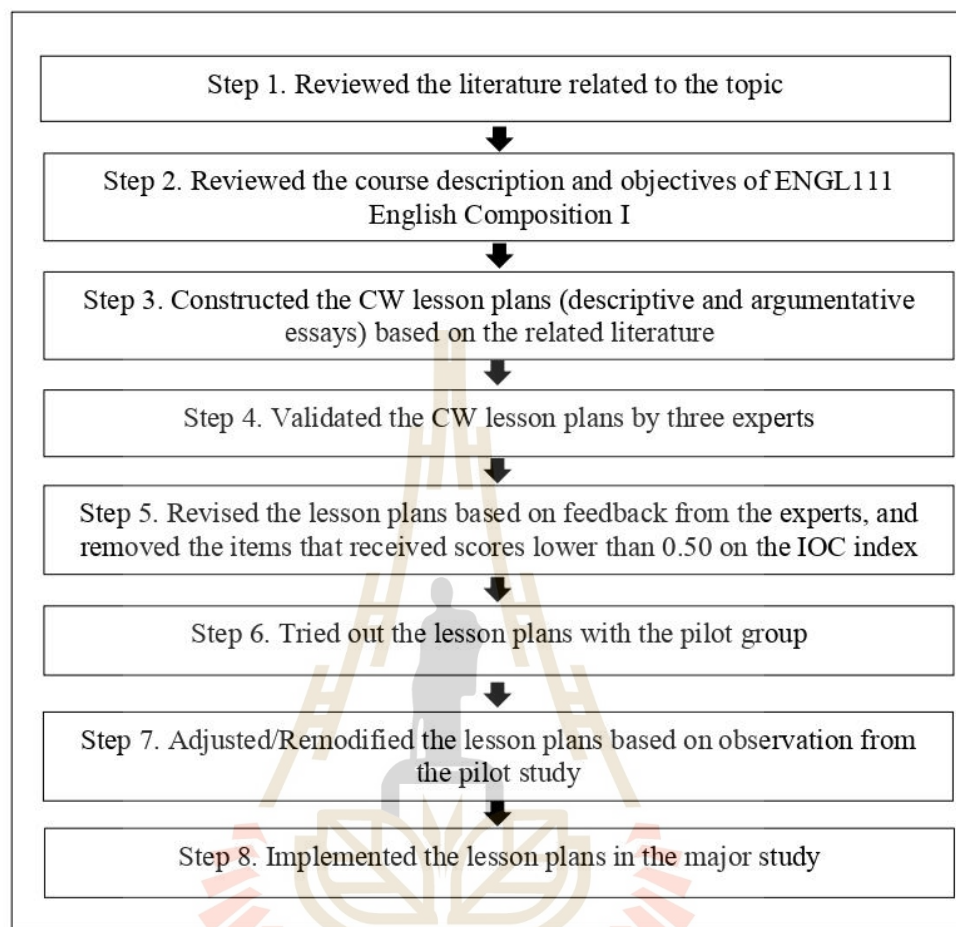 Step 1. Reviewed the literature related to the topic
Step 2. Reviewed the course description and objectives of ENGL111
English Composition I
Step 3. Constructed the CW lesson plans (descriptive and argumentative
essays) based on the related literature
Step 4. Validated the CW lesson plans by three experts
Step 5. Revised the lesson plans based on feedback from the experts, and
removed the items that received scores lower than 0.50 on the IOC index
Step 6. Tried out the lesson plans with the pilot group
Step 7. Adjusted/Remodified the lesson plans based on observation from
the pilot study
Step 8. Implemented the lesson plans in the major study